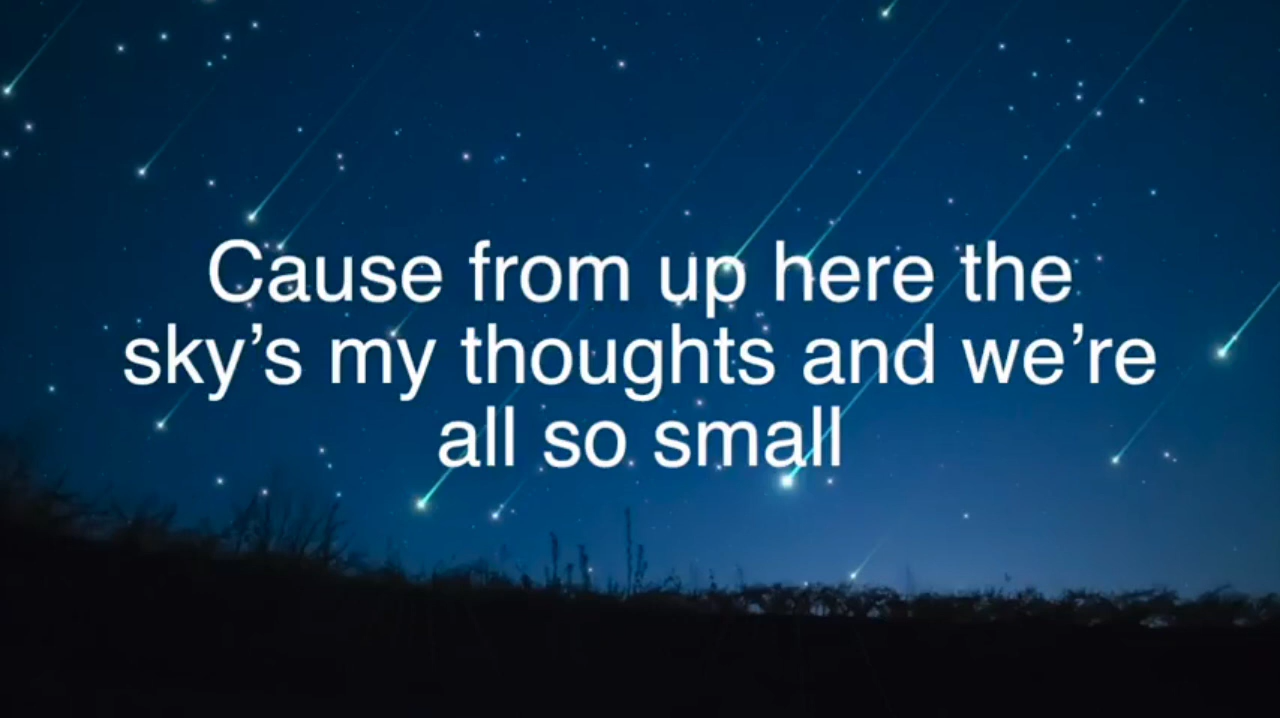 Cause from up here the
sky’s my thoughts and we’re
all so small